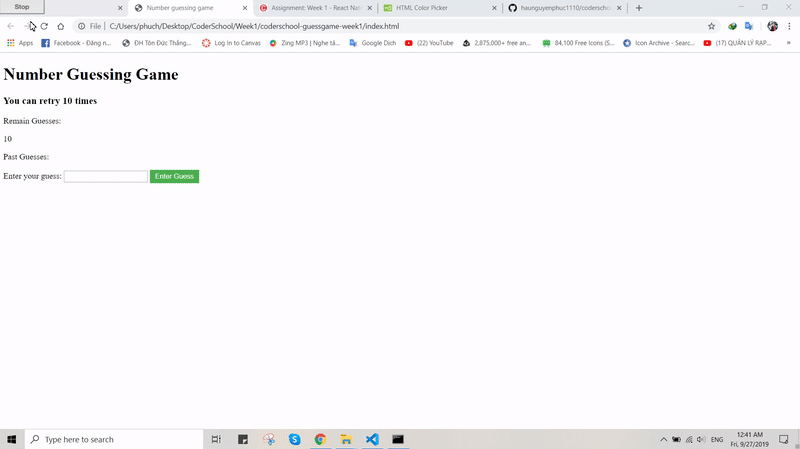 Stop
Number guessing game
Assignment: Week 1 - React Nati
HTML Color Picker
haunguyenphuc1110/coderscho
File
C:/Users/phuch/Desktop/CoderSchool/Week1/coderschool-guessgame-week1/index.html
Apps
Facebook - Đăng n...
ĐH Tôn Đức Thắng...
Log in to Canvas
Zing MP3 | Nghe tả...
Google Dịch
(22) YouTube
2,875,000+ free an...
84,100 Free Icons (S...
Icon Archive - Searc...
(17) QUẢN LÝ RẠP...
»
Number Guessing Game
You can retry 10 times
Remain Guesses:
10
Past Guesses:
Enter your guess:
Enter Guess
Type here to search
ENG
12:41 AM
Fri, 9/27/2019